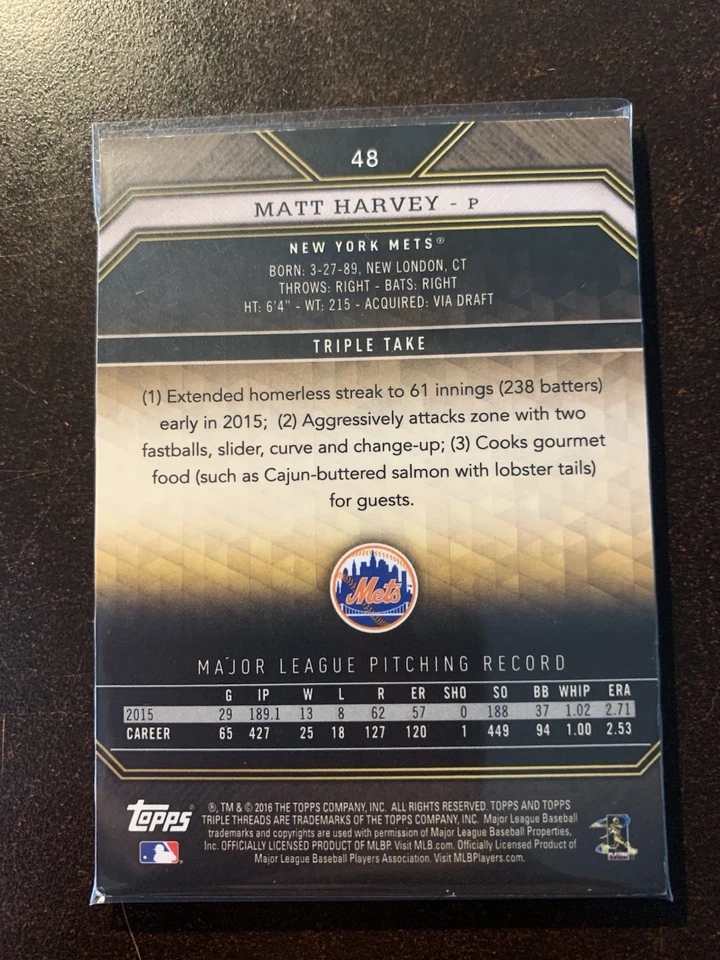 48
MATT HARVEY - P
NEW YORK METS®
BORN: 3-27-89, NEW LONDON, CT
THROWS: RIGHT - BATS: RIGHT
HT: 6'4" - WT: 215 - ACQUIRED: VIA DRAFT
TRIPLE TAKE
(1) Extended homerless streak to 61 innings (238 batters)
early in 2015; (2) Aggressively attacks zone with two
fastballs, slider, curve and change-up; (3) Cooks gourmet
food (such as Cajun-buttered salmon with lobster tails)
for guests.
Mets
MAJOR LEAGUE PITCHING RECORD
G IP W L R ER SHO SO BB WHIP ERA
2015 29 189.1 13 8 62 57 0 188 37 1.02 2.71
CAREER 65 427 25 18 127 120 1 449 94 1.00 2.53
Topps®
®, TM & © 2016 THE TOPPS COMPANY, INC. ALL RIGHTS RESERVED. TOPPS AND TOPPS
TRIPLE THREADS ARE TRADEMARKS OF THE TOPPS COMPANY, INC. Major League Baseball
trademarks and copyrights are used with permission of Major League Baseball Properties,
Inc. OFFICIALLY LICENSED PRODUCT OF MLBP. Visit MLB.com. Officially Licensed Product of
Major League Baseball Players Association. Visit MLBPlayers.com.